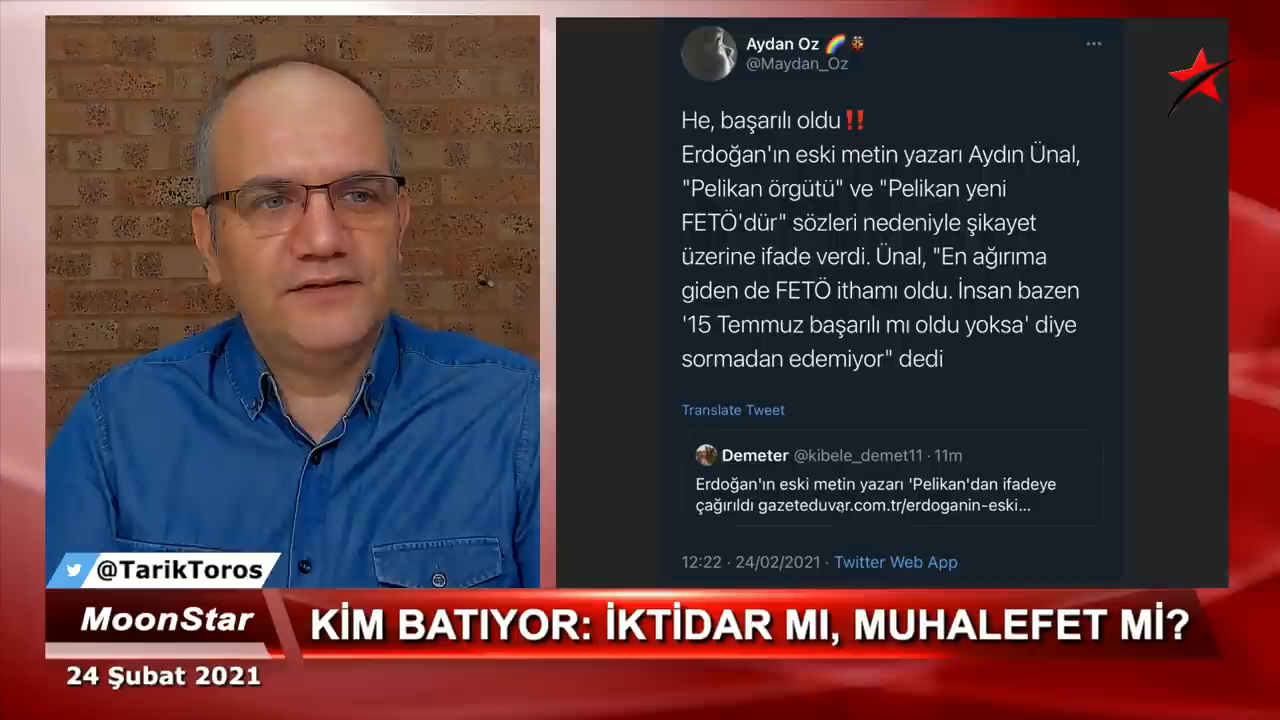 Aydan Oz 🌈 🐞
@Maydan_Oz
He, başarılı oldu‼️
Erdoğan'ın eski metin yazarı Aydın Ünal,
"Pelikan örgütü" ve "Pelikan yeni
FETÖ'dür" sözleri nedeniyle şikayet
üzerine ifade verdi. Ünal, "En ağırıma
giden de FETÖ ithamı oldu. İnsan bazen
'15 Temmuz başarılı mı oldu yoksa' diye
sormadan edemiyor" dedi
Translate Tweet
Demeter @kibele_demet11 · 11m
Erdoğan'ın eski metin yazarı 'Pelikan'dan ifadeye
çağırıldı gazeteduvar.com.tr/erdoganin-eski...
12:22 · 24/02/2021 · Twitter Web App
@TarikToros
MoonStar
KİM BATIYOR: İKTİDAR MI, MUHALEFET Mİ?
24 Şubat 2021